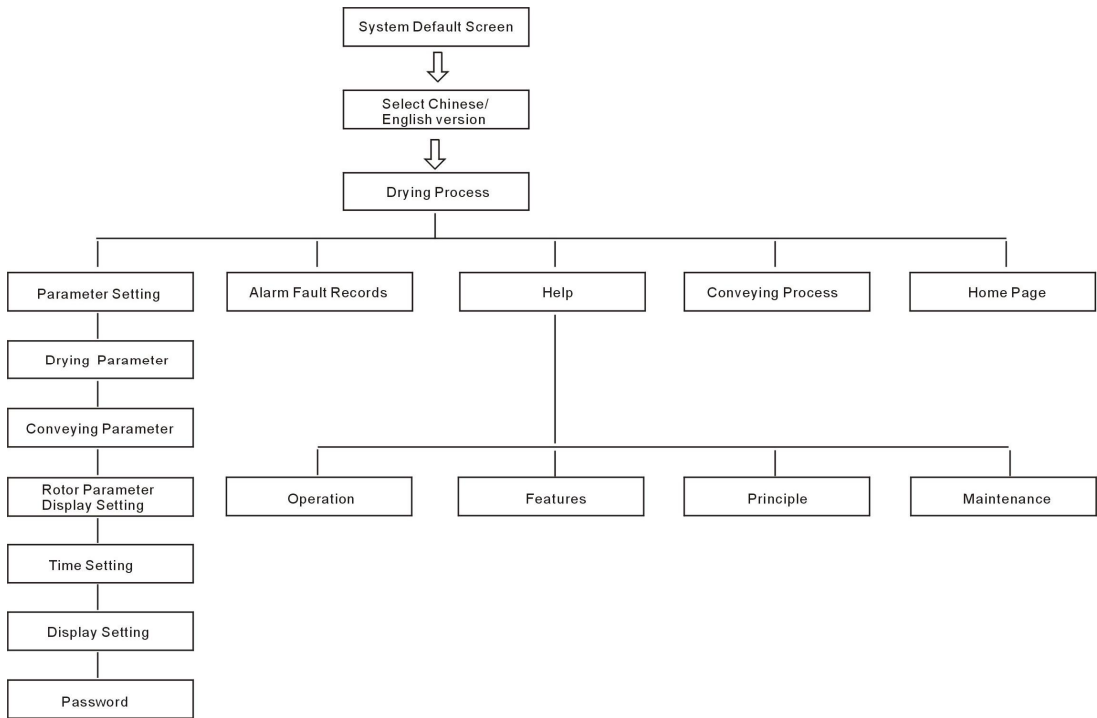 System Default Screen
Select Chinese/
English version
Drying Process
Parameter Setting
Alarm Fault Records
Help
Conveying Process
Home Page
Drying Parameter
Conveying Parameter
Rotor Parameter
Display Setting
Operation
Features
Principle
Maintenance
Time Setting
Display Setting
Password